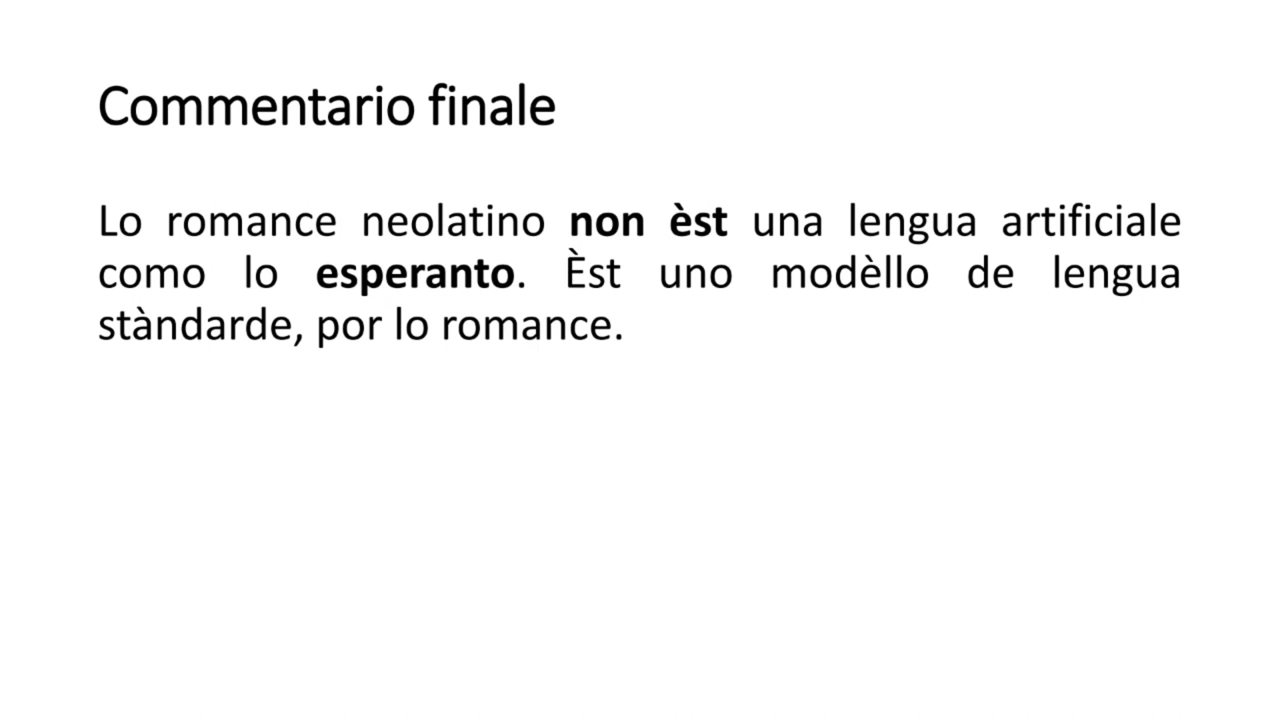 Commentario finale
Lo romance neolatino non èst una lengua artificiale
como lo esperanto. Èst uno modèllo de lengua
stàndarde, por lo romance.